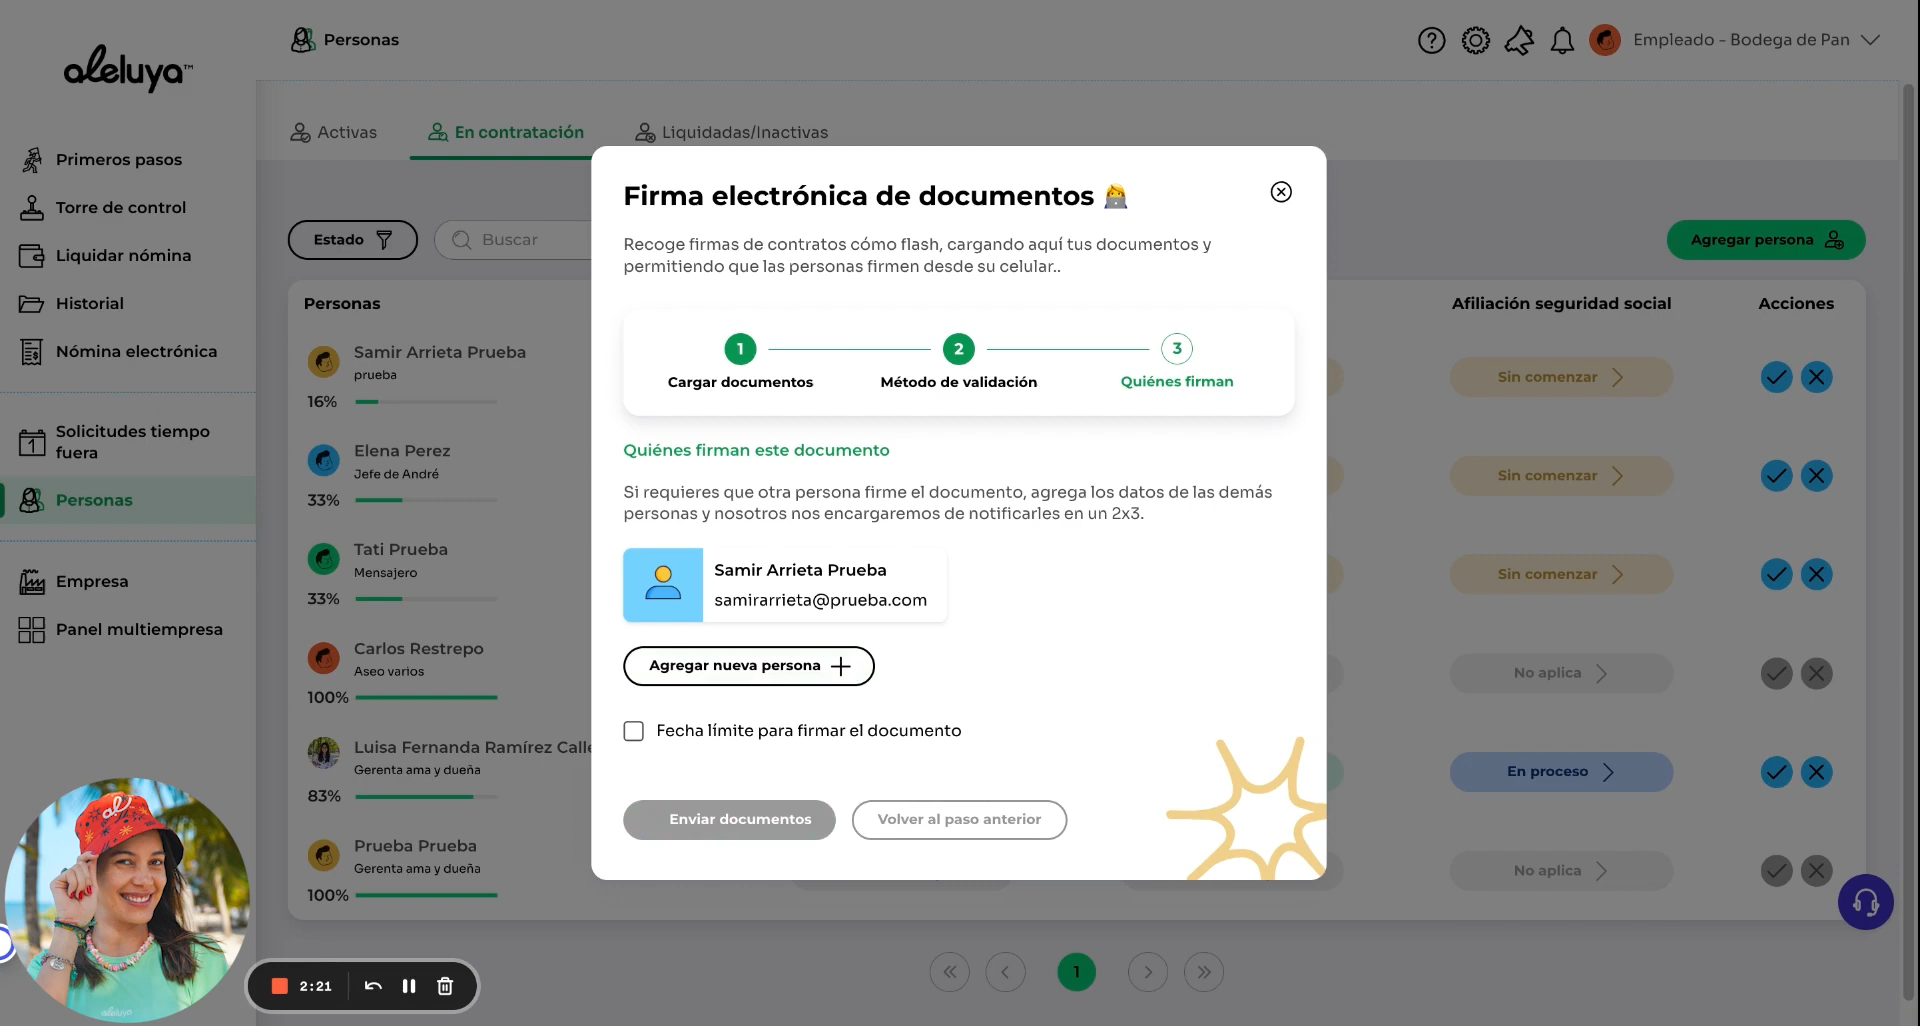 aleluya™
Personas
Empleado - Bodega de Pan
Primeros pasos
Torre de control
Liquidar nómina
Historial
Nómina electrónica
Solicitudes tiempo
fuera
Personas
Empresa
Panel multiempresa
Activas
En contratación
Liquidadas/Inactivas
Estado
Buscar
Agregar persona
Personas
Afiliación seguridad social
Acciones
Samir Arrieta Prueba
prueba
16%
Sin comenzar
Elena Perez
Jefe de André
33%
Sin comenzar
Tati Prueba
Mensajero
33%
Sin comenzar
Carlos Restrepo
Aseo varios
100%
No aplica
Luisa Fernanda Ramírez Calle
Gerenta ama y dueña
83%
En proceso
Prueba Prueba
Gerenta ama y dueña
100%
No aplica
Firma electrónica de documentos
Recoge firmas de contratos cómo flash, cargando aquí tus documentos y
permitiendo que las personas firmen desde su celular..
1
2
3
Cargar documentos
Método de validación
Quiénes firman
Quiénes firman este documento
Si requieres que otra persona firme el documento, agrega los datos de las demás
personas y nosotros nos encargaremos de notificarles en un 2x3.
Samir Arrieta Prueba
samirarrieta@prueba.com
Agregar nueva persona
Fecha límite para firmar el documento
Enviar documentos
Volver al paso anterior
1
al
aleluya
2:21